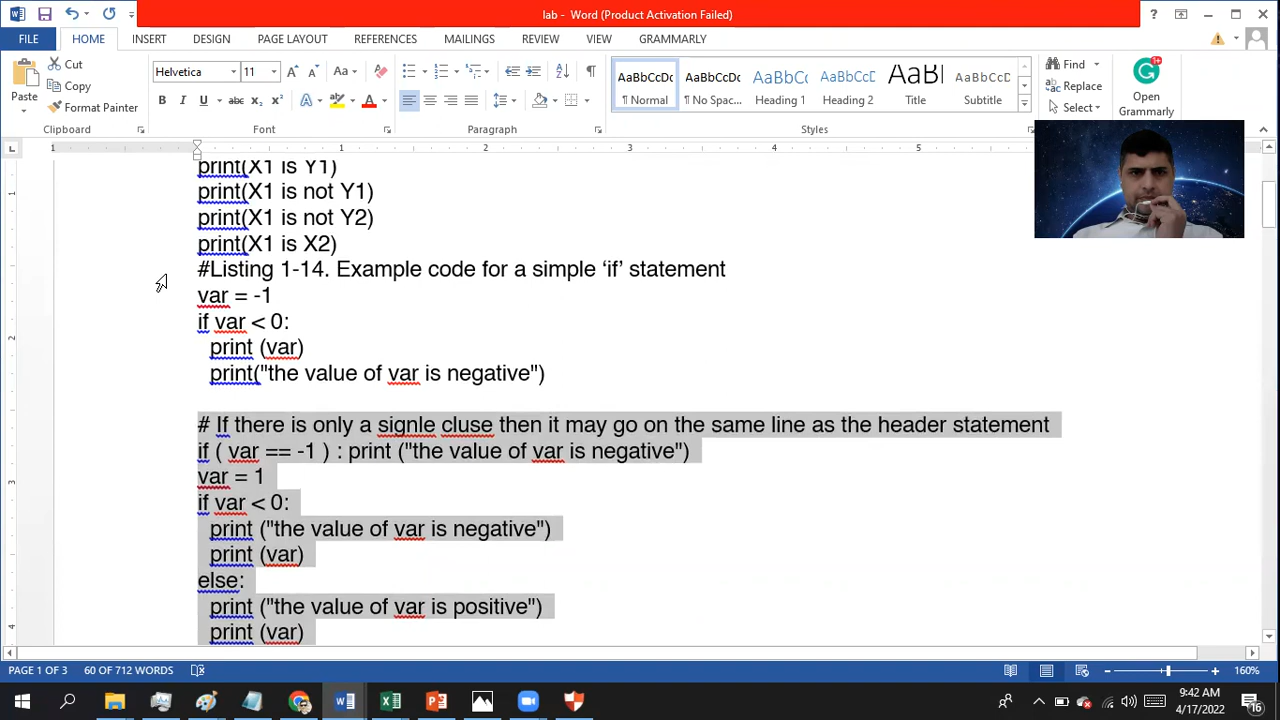 lab - Word (Product Activation Failed)
FILE HOME INSERT DESIGN PAGE LAYOUT REFERENCES MAILINGS REVIEW VIEW GRAMMARLY
Paste
Cut
Copy
Format Painter
Clipboard
Helvetica 11
Font
Paragraph
AaBbCcDc AaBbCcDc AaBbCc AaBbCcD AaBl AaBbCcD
¶ Normal ¶ No Spac... Heading Heading 2 Title Subtitle
Styles
Find
Replace
Select
Open
Grammarly
1 1 2 3 4 5
print(X1 is Y1)
print(X1 is not Y1)
print(X1 is not Y2)
print(X1 is X2)
#Listing 1-14. Example code for a simple ‘if’ statement
var = -1
if var < 0:
print (var)
print("the value of var is negative")
# If there is only a signle cluse then it may go on the same line as the header statement
if ( var == -1 ) : print ("the value of var is negative")
var = 1
if var < 0:
print ("the value of var is negative")
print (var)
else:
print ("the value of var is positive")
print (var)
PAGE 1 OF 3 60 OF 712 WORDS 160%
9:42 AM
4/17/2022
16